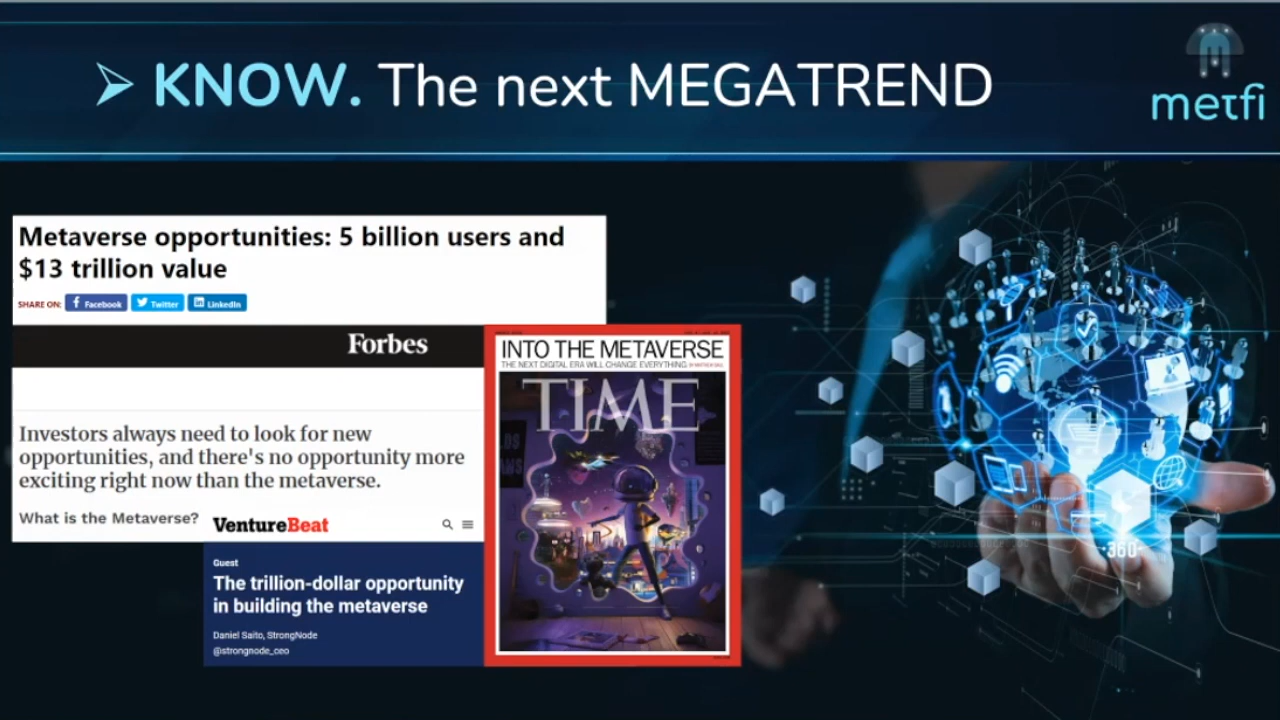 KNOW. The next MEGATREND
metfi
Metaverse opportunities: 5 billion users and
$13 trillion value
SHARE ON: Facebook Twitter LinkedIn
Forbes
Investors always need to look for new
opportunities, and there's no opportunity more
exciting right now than the metaverse.
What is the Metaverse?
VentureBeat
Guest
The trillion-dollar opportunity
in building the metaverse
Daniel Saito, StrongNode
@strongnode_ceo
INTO THE METAVERSE
THE NEXT DIGITAL ERA WILL CHANGE EVERYTHING.
TIME
360